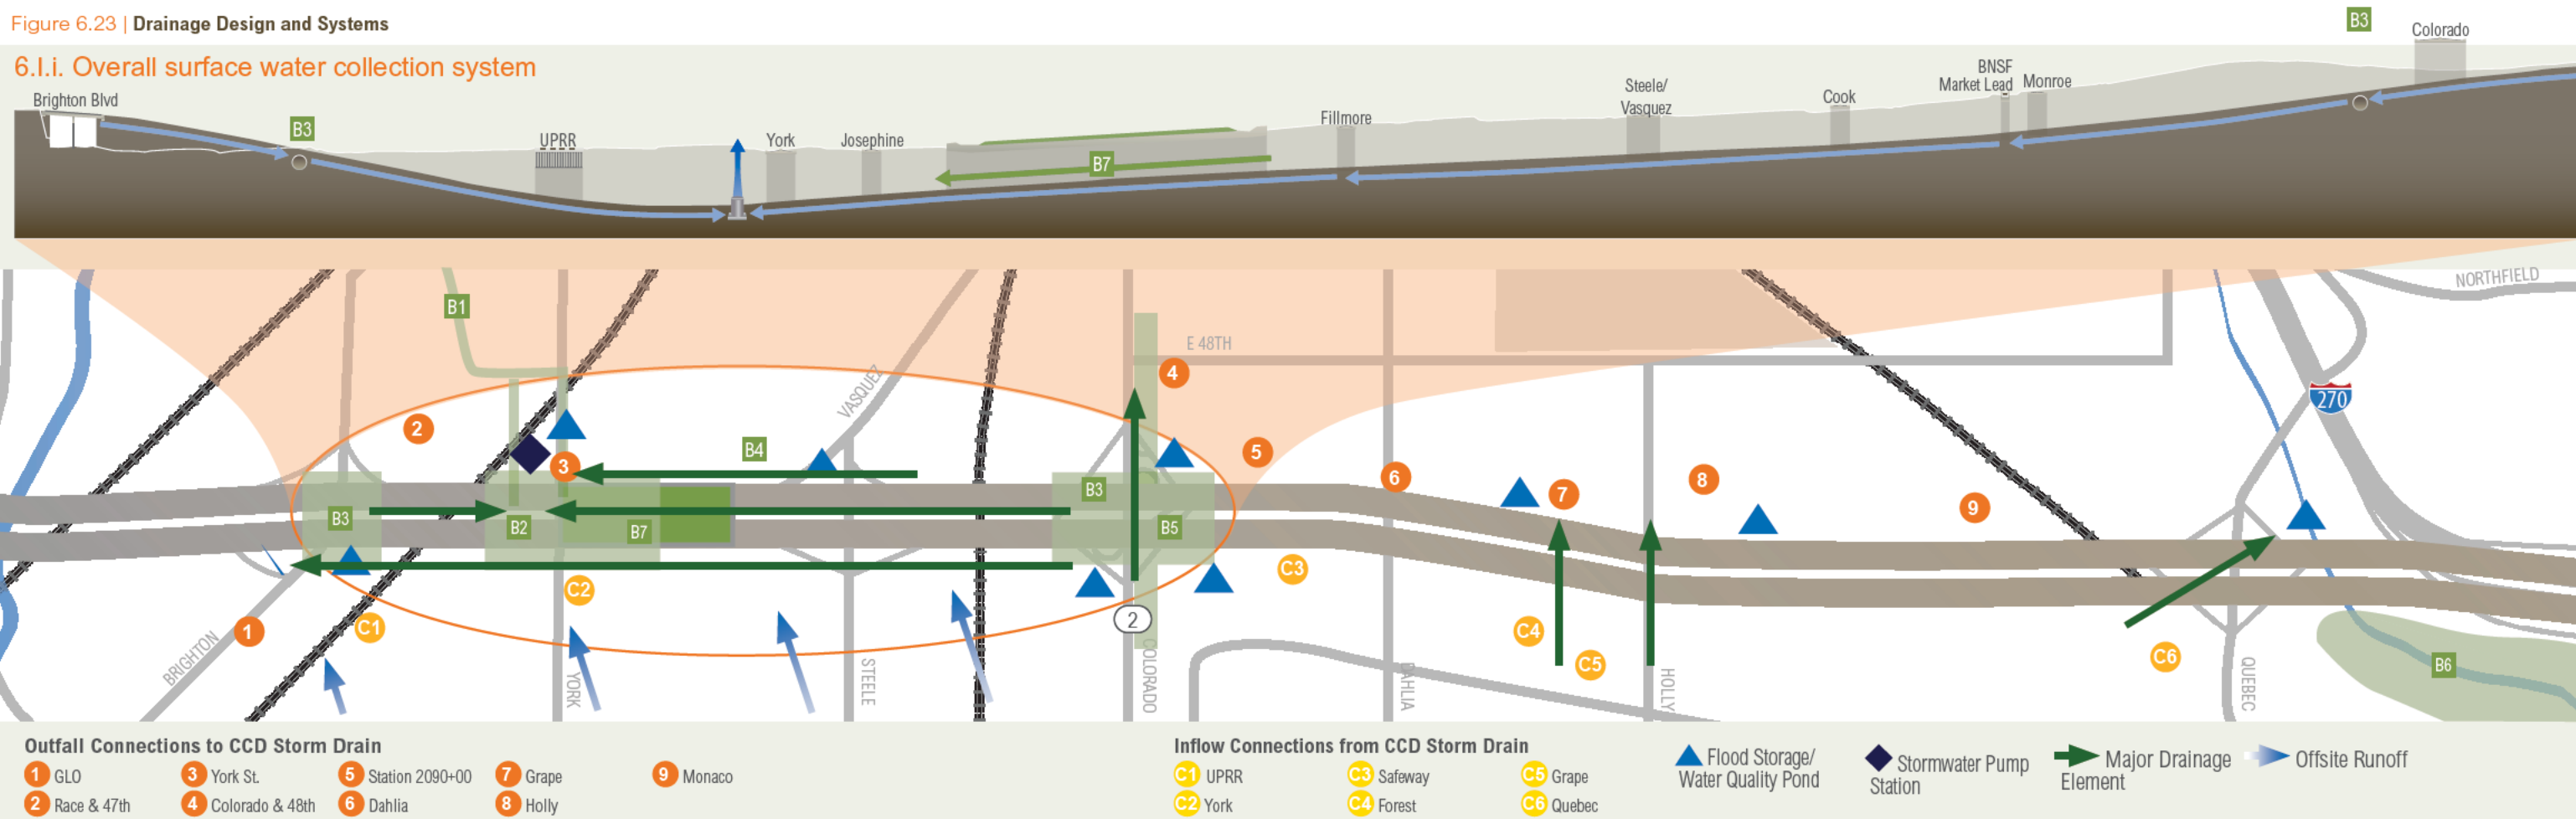 Figure 6.23 | Drainage Design and Systems
6.I.i. Overall surface water collection system
B3
Colorado
Brighton Blvd
B3
UPRR
York
Josephine
B7
Fillmore
Steele/
Vasquez
Cook
BNSF
Market Lead
Monroe
B1
NORTHFIELD
E 48TH
4
VASQUEZ
270
2
B4
3
5
6
7
8
9
B3
B2
B7
B3
B5
C2
C3
1
C1
2
C4
C5
C6
B6
BRIGHTON
YORK
STEELE
COLORADO
DAHLIA
HOLLY
QUEBEC
Outfall Connections to CCD Storm Drain
1 GLO
3 York St.
5 Station 2090+00
7 Grape
9 Monaco
2 Race & 47th
4 Colorado & 48th
6 Dahlia
8 Holly
Inflow Connections from CCD Storm Drain
C1 UPRR
C3 Safeway
C5 Grape
C2 York
C4 Forest
C6 Quebec
Flood Storage/
Water Quality Pond
Stormwater Pump
Station
Major Drainage
Element
Offsite Runoff